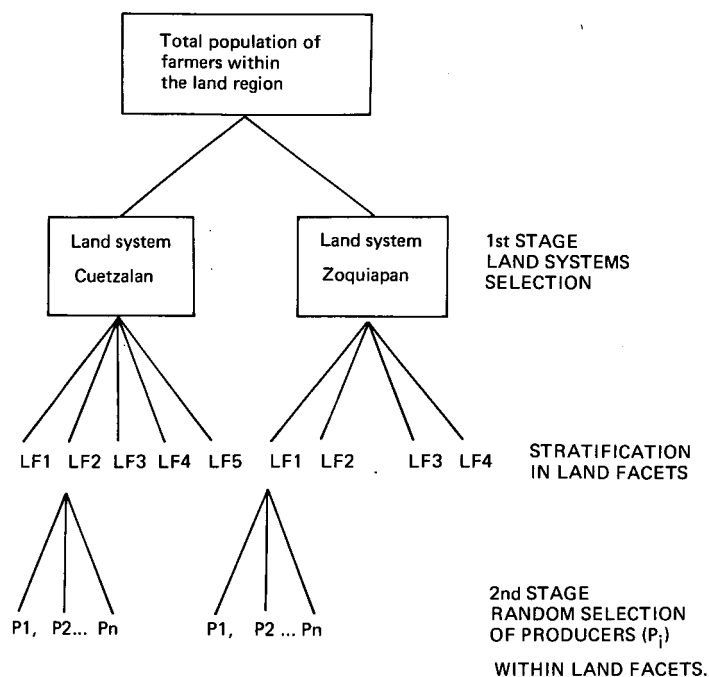 Total population of
farmers within
the land region
Land system
Cuetzalan
Land system
Zoquiapan
1st STAGE
LAND SYSTEMS
SELECTION
LF1 LF2 LF3 LF4 LF5 LF1 LF2 LF3 LF4
STRATIFICATION
IN LAND FACETS
P1, P2... Pn P1, P2 ... Pn
2nd STAGE
RANDOM SELECTION
OF PRODUCERS (Pi)
WITHIN LAND FACETS.